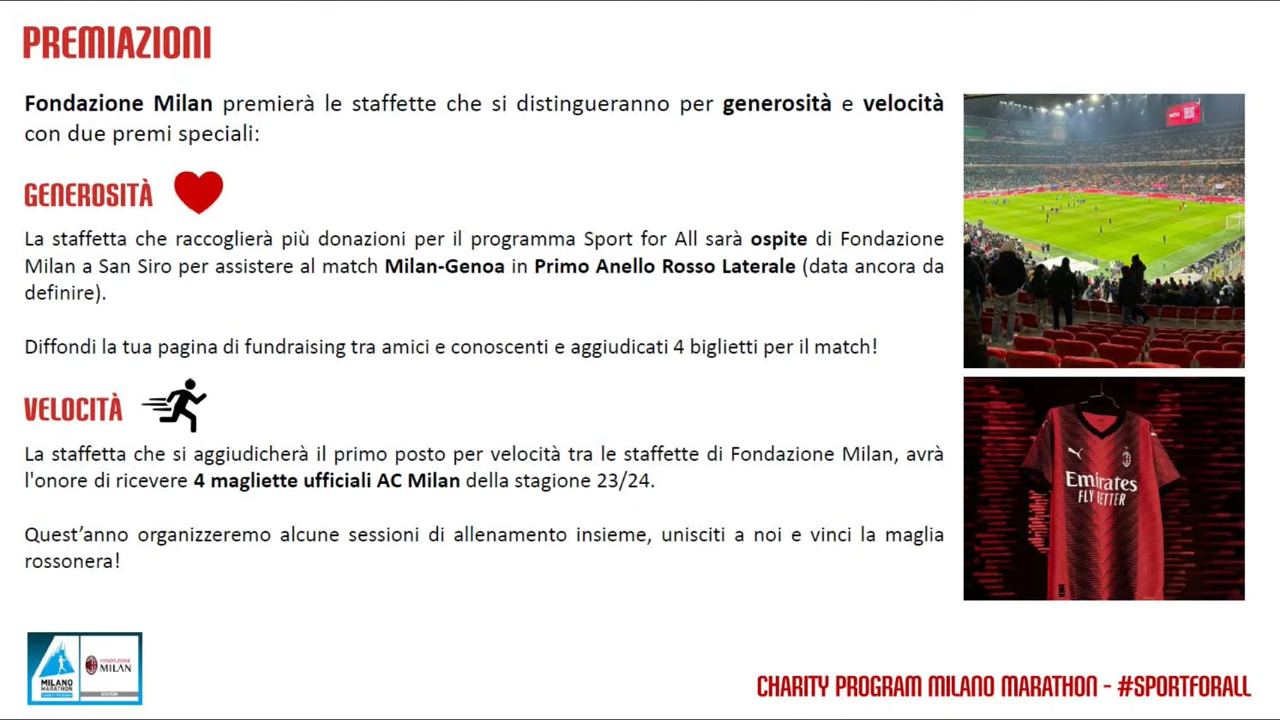 PREMIAZIONI
Fondazione Milan premierà le staffette che si distingueranno per generosità e velocità
con due premi speciali:
GENEROSITÀ
La staffetta che raccoglierà più donazioni per il programma Sport for All sarà ospite di Fondazione
Milan a San Siro per assistere al match Milan-Genoa in Primo Anello Rosso Laterale (data ancora da
definire).
Diffondi la tua pagina di fundraising tra amici e conoscenti e aggiudicati 4 biglietti per il match!
VELOCITÀ
La staffetta che si aggiudicherà il primo posto per velocità tra le staffette di Fondazione Milan, avrà
l'onore di ricevere 4 magliette ufficiali AC Milan della stagione 23/24.
Quest’anno organizzeremo alcune sessioni di allenamento insieme, unisciti a noi e vinci la maglia
rossonera!
Emirates
FLY BETTER
MILANO
MARATHON
FONDAZIONE
MILAN
CHARITY PROGRAM MILANO MARATHON - #SPORTFORALL